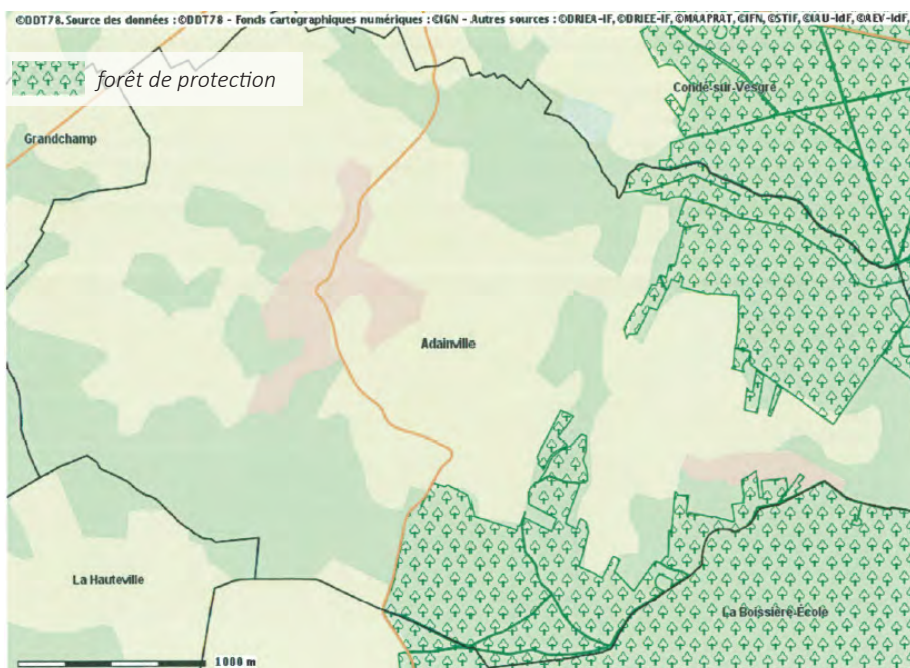 ©DDT78. Source des données : ©DDT78 - Fonds cartographiques numériques : ©IGN - Autres sources : ©DRIEA-IF, ©DRIEE-IF, ©MAAPRAT, ©IFN, ©STIF, ©IAU-IdF, ©AEV-IdF,
forêt de protection
Condé-sur-Vesgre
Grandchamp
Adainville
La Hauteville
La Boissière-École
1000 m